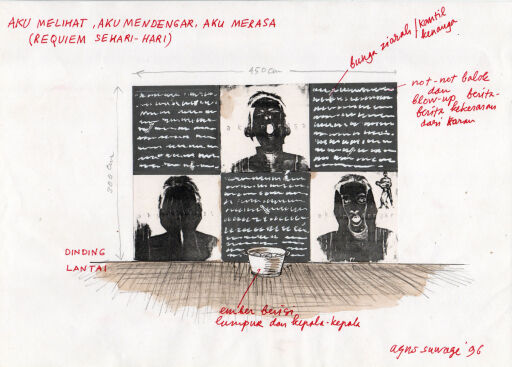 AKU MELIHAT, AKU MENDENGAR, AKU MERASA
(REQUIEM SEHARI-HARI)
450 cm
bunga ziarah/kantil
kenanga
not-not balok
dan
blow-up berita-
berita kekerasan
dari koran
300 cm
DINDING
LANTAI
ember berisi
lumpur dan kepala-kepala
agus suwage '96